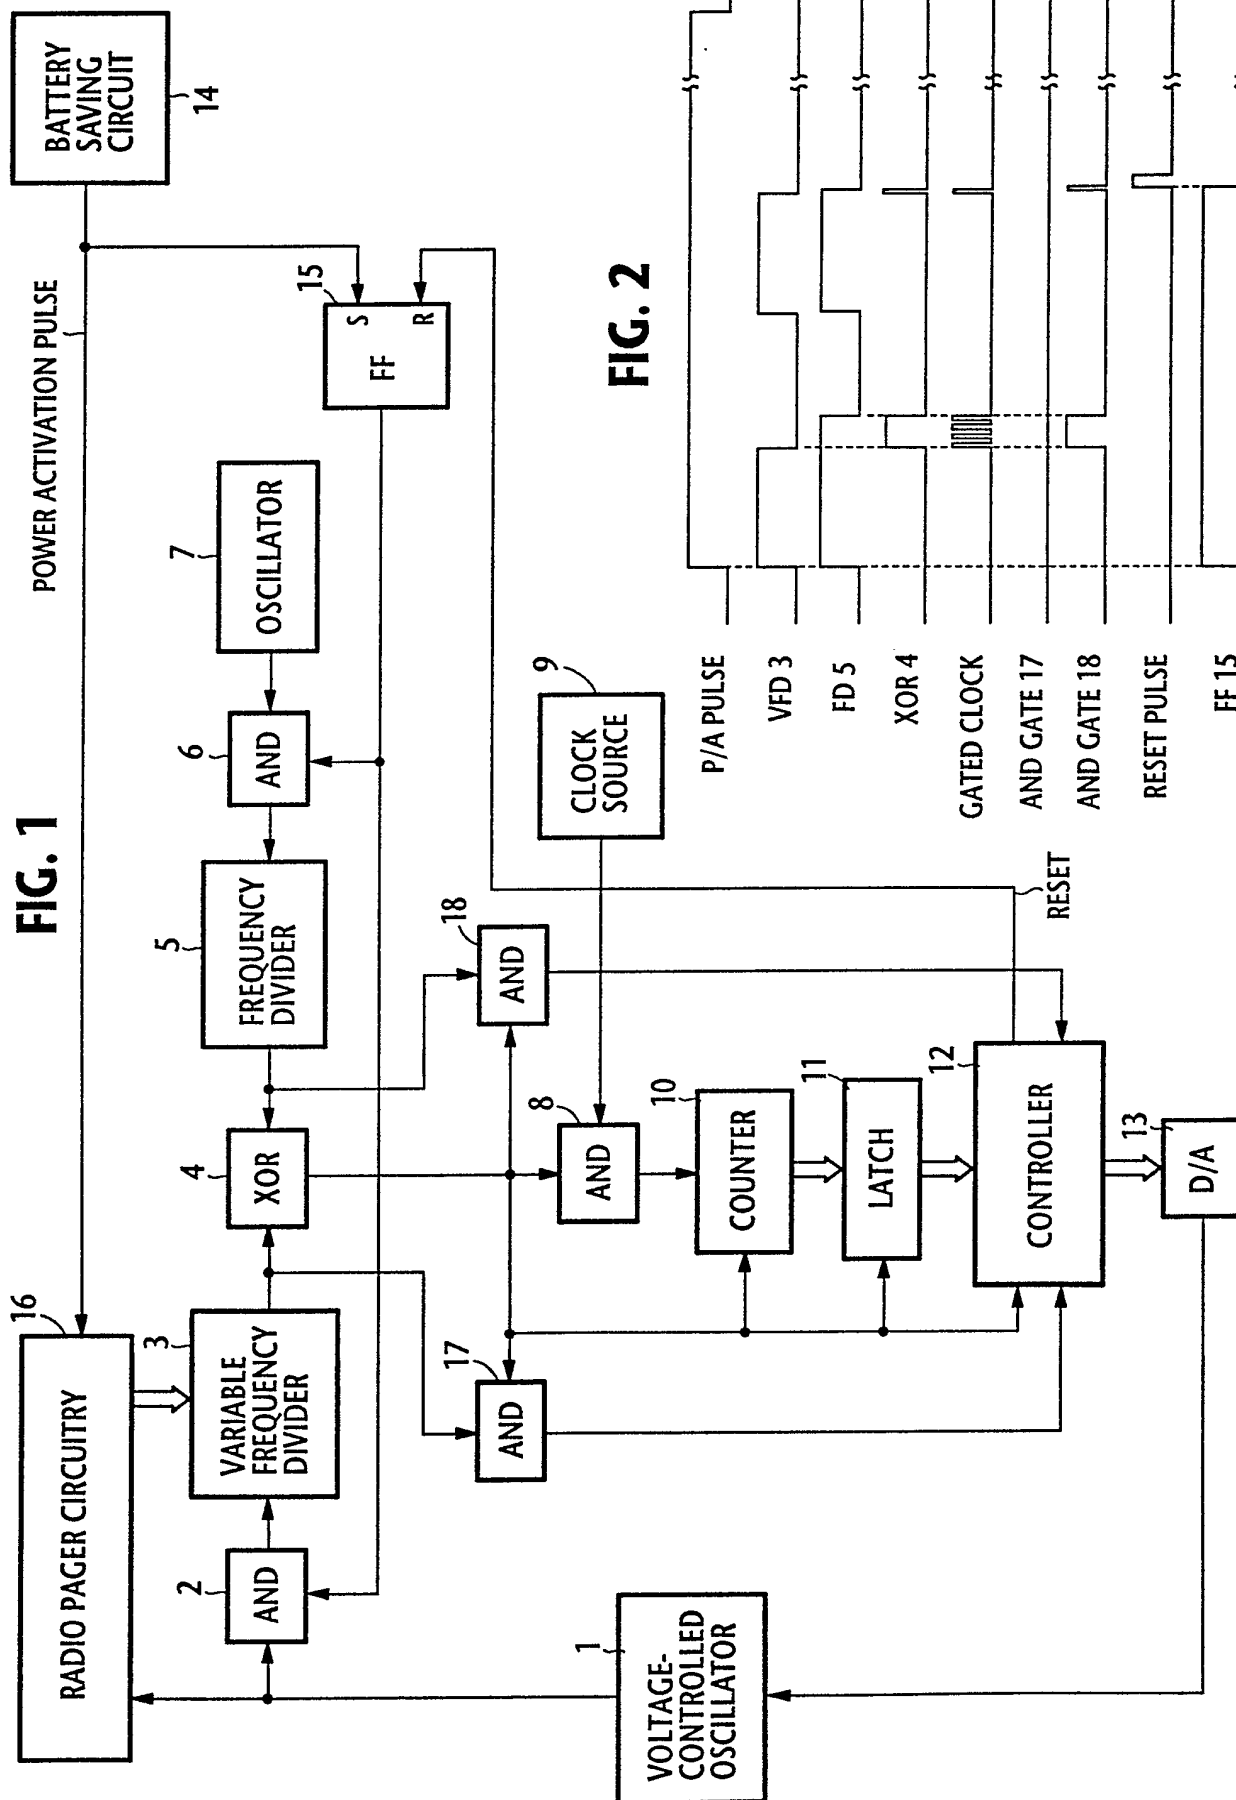 FIG. 1
RADIO PAGER CIRCUITRY
16
POWER ACTIVATION PULSE
BATTERY
SAVING
CIRCUIT
14
2
AND
3
VARIABLE
FREQUENCY
DIVIDER
4
XOR
5
FREQUENCY
DIVIDER
6
AND
7
OSCILLATOR
15
FF
S
R
17
AND
18
AND
8
AND
9
CLOCK
SOURCE
1
VOLTAGE-
CONTROLLED
OSCILLATOR
10
COUNTER
11
LATCH
12
CONTROLLER
RESET
13
D/A
FIG. 2
P/A PULSE
VFD 3
FD 5
XOR 4
GATED CLOCK
AND GATE 17
AND GATE 18
RESET PULSE
FF 15